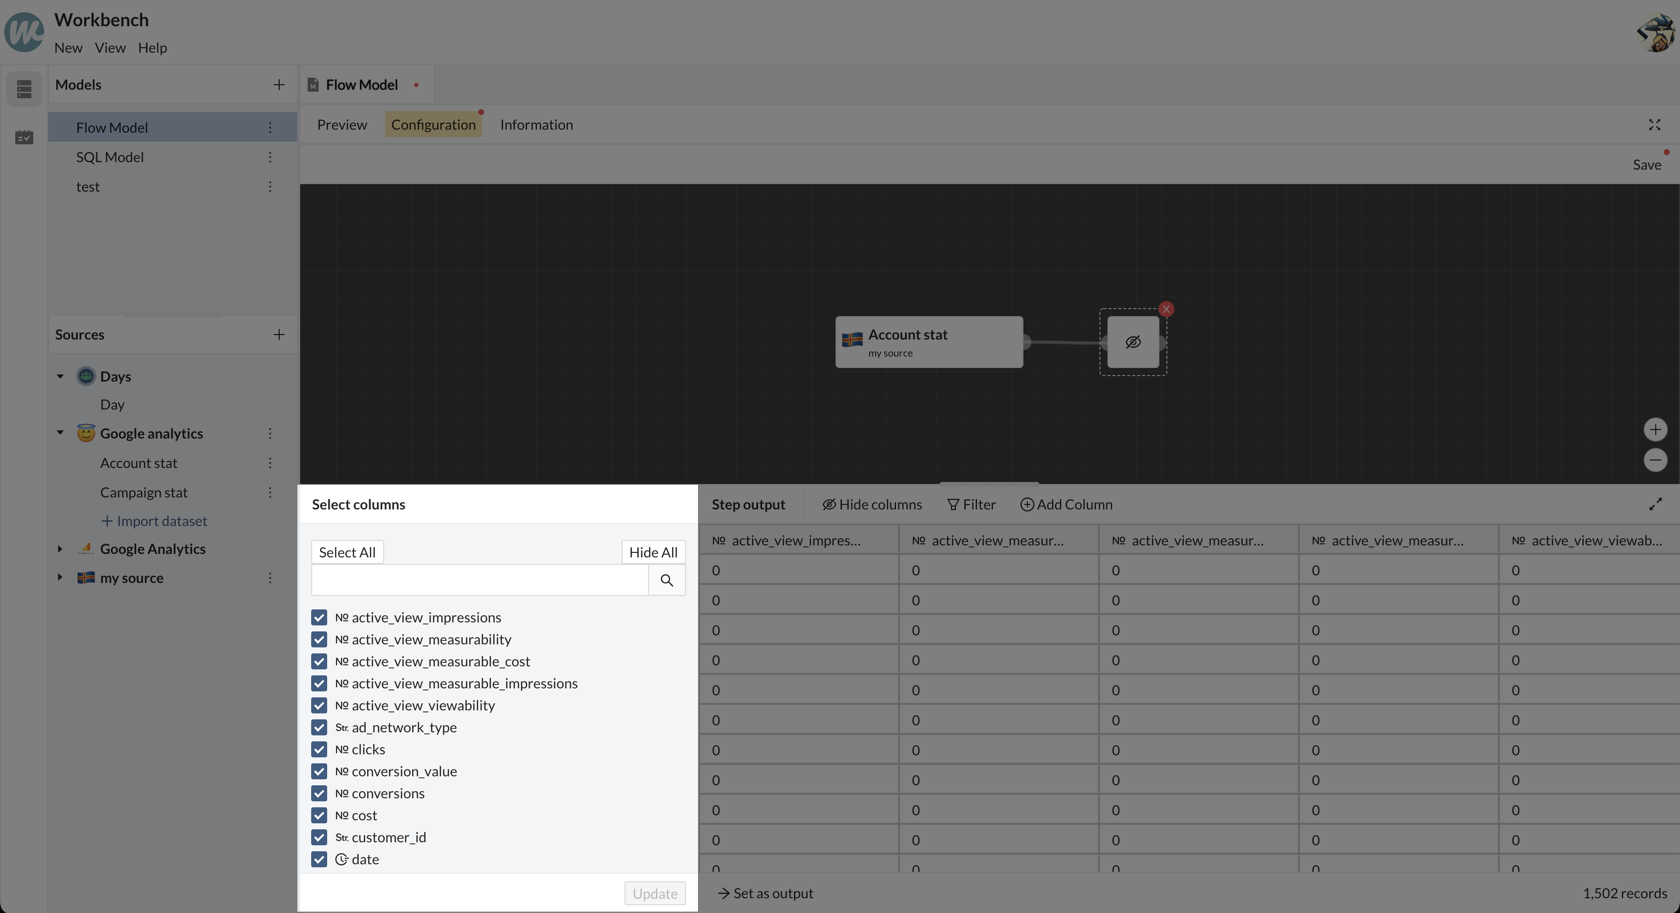 Workbench
New View Help
Models +
Flow Model
Flow Model
SQL Model
test
Preview Configuration Information
Save
Account stat
my source
Sources +
Days
Day
Google analytics
Account stat
Campaign stat
+ Import dataset
Google Analytics
my source
Select columns
Select All Hide All
№ active_view_impressions
№ active_view_measurability
№ active_view_measurable_cost
№ active_view_measurable_impressions
№ active_view_viewability
Str. ad_network_type
№ clicks
№ conversion_value
№ conversions
№ cost
Str. customer_id
date
Update
Step output Hide columns Filter Add Column
№ active_view_impres... № active_view_measur... № active_view_measur... № active_view_measur... № active_view_viewab...
0 0 0 0 0
0 0 0 0 0
0 0 0 0 0
0 0 0 0 0
0 0 0 0 0
0 0 0 0 0
0 0 0 0 0
0 0 0 0 0
0 0 0 0 0
0 0 0 0 0
0 0 0 0 0
→ Set as output 1,502 records